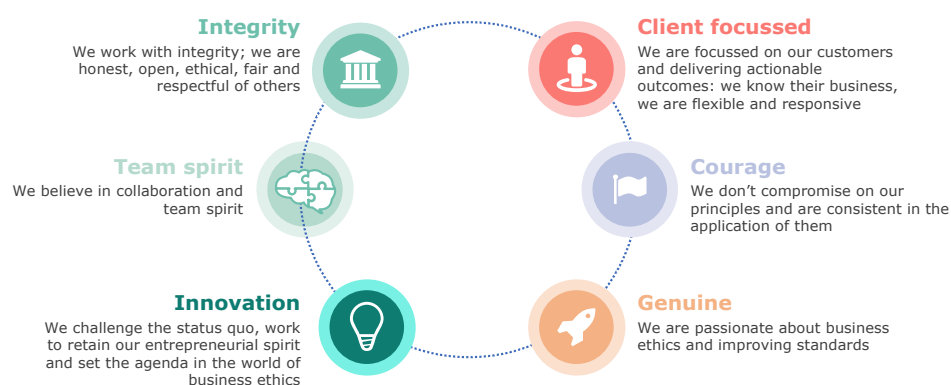 Integrity
We work with integrity; we are
honest, open, ethical, fair and
respectful of others
Client focussed
We are focussed on our customers
and delivering actionable
outcomes: we know their business,
we are flexible and responsive
Team spirit
We believe in collaboration and
team spirit
Courage
We don’t compromise on our
principles and are consistent in the
application of them
Innovation
We challenge the status quo, work
to retain our entrepreneurial spirit
and set the agenda in the world of
business ethics
Genuine
We are passionate about business
ethics and improving standards